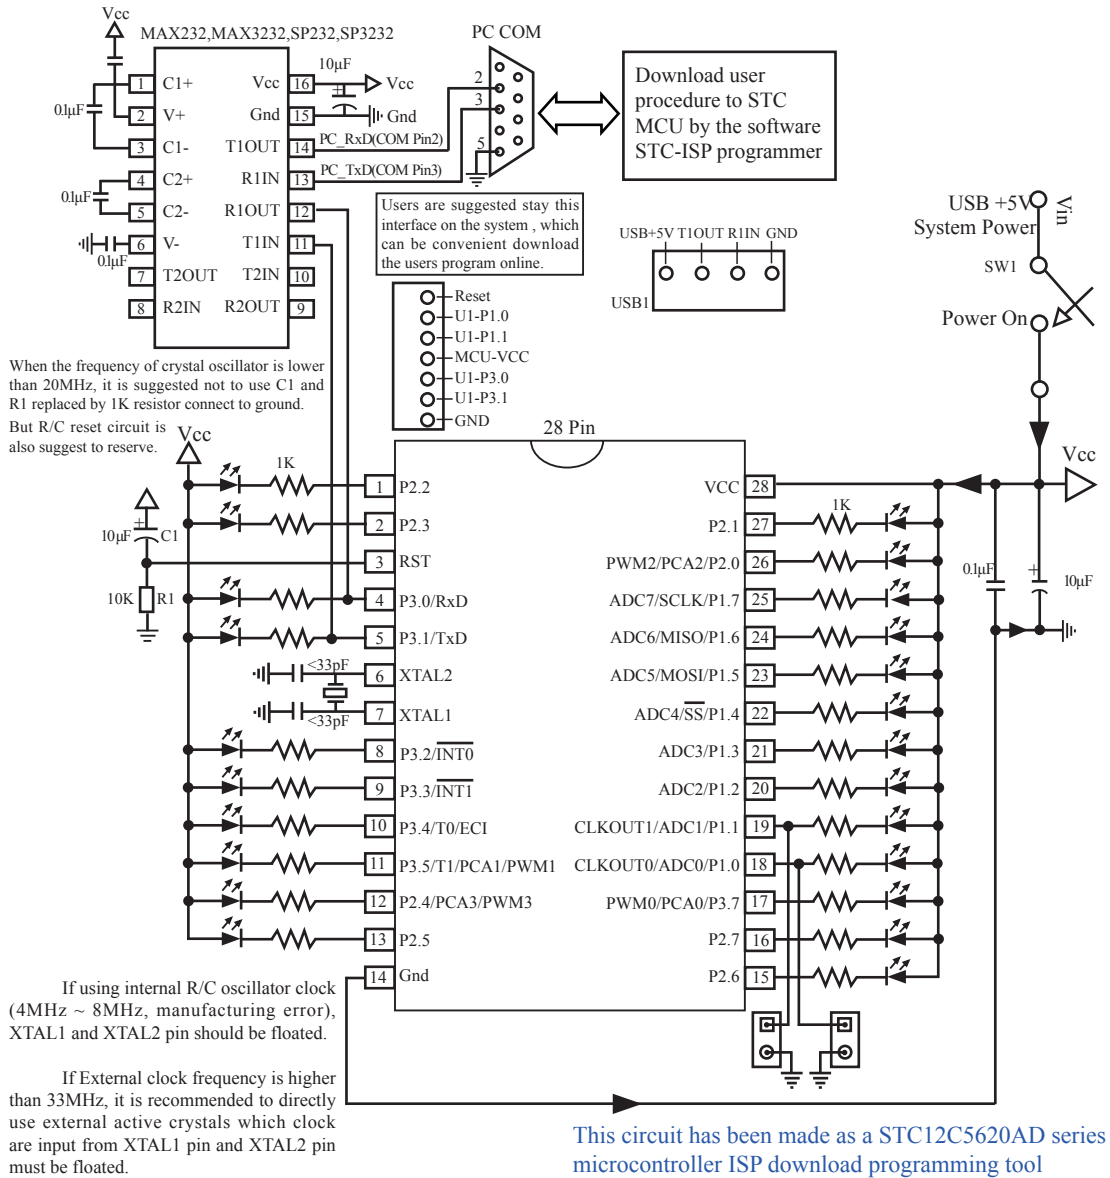 Vcc
MAX232,MAX3232,SP232,SP3232
PC COM
1 C1+
Vcc 16
10μF
Vcc
0.1μF
2 V+
Gnd 15
Gnd
3 C1-
T1OUT 14
PC_RxD(COM Pin2)
4 C2+
R1IN 13
PC_TxD(COM Pin3)
0.1μF
5 C2-
R1OUT 12
6 V-
T1IN 11
0.1μF
7 T2OUT
T2IN 10
8 R2IN
R2OUT 9
2
3
5
Download user
procedure to STC
MCU by the software
STC-ISP programmer
Users are suggested stay this
interface on the system , which
can be convenient download
the users program online.
USB+5V T1OUT R1IN GND
USB1
USB +5V
System Power
Vin
SW1
Power On
Reset
U1-P1.0
U1-P1.1
MCU-VCC
U1-P3.0
U1-P3.1
GND
When the frequency of crystal oscillator is lower
than 20MHz, it is suggested not to use C1 and
R1 replaced by 1K resistor connect to ground.
But R/C reset circuit is
also suggest to reserve.
Vcc
28 Pin
Vcc
1K
1 P2.2
VCC 28
2 P2.3
P2.1 27
1K
10μF
+
C1
3 RST
PWM2/PCA2/P2.0 26
0.1μF
+
10μF
10K
R1
4 P3.0/RxD
ADC7/SCLK/P1.7 25
5 P3.1/TxD
ADC6/MISO/P1.6 24
<33pF
6 XTAL2
ADC5/MOSI/P1.5 23
<33pF
7 XTAL1
ADC4/SS/P1.4 22
8 P3.2/INT0
ADC3/P1.3 21
9 P3.3/INT1
ADC2/P1.2 20
10 P3.4/T0/ECI
CLKOUT1/ADC1/P1.1 19
11 P3.5/T1/PCA1/PWM1
CLKOUT0/ADC0/P1.0 18
12 P2.4/PCA3/PWM3
PWM0/PCA0/P3.7 17
13 P2.5
P2.7 16
14 Gnd
P2.6 15
If using internal R/C oscillator clock
(4MHz ~ 8MHz, manufacturing error),
XTAL1 and XTAL2 pin should be floated.
If External clock frequency is higher
than 33MHz, it is recommended to directly
use external active crystals which clock
are input from XTAL1 pin and XTAL2 pin
must be floated.
This circuit has been made as a STC12C5620AD series
microcontroller ISP download programming tool